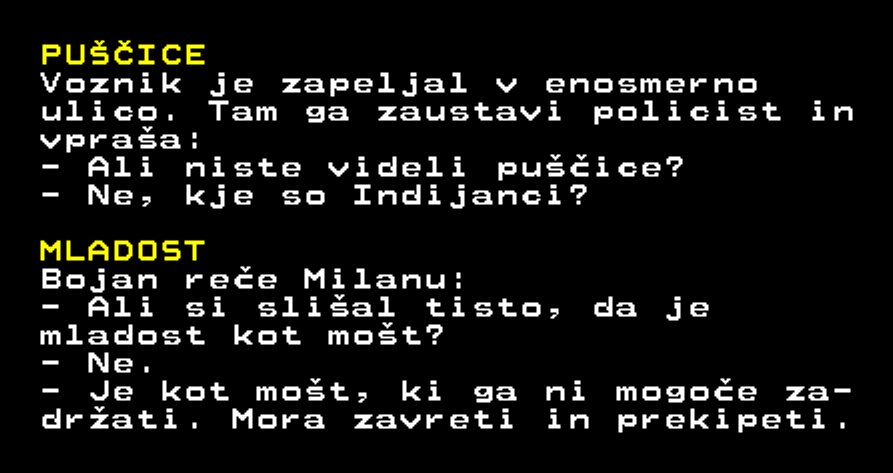 PUŠČICE
Voznik je zapeljal v enosmerno
ulico. Tam ga zaustavi policist in
vpraša:
- Ali niste videli puščice?
- Ne, kje so Indijanci?
MLADOST
Bojan reče Milanu:
- Ali si slišal tisto, da je
mladost kot mošt?
- Ne.
- Je kot mošt, ki ga ni mogoče za-
držati. Mora zavreti in prekipeti.